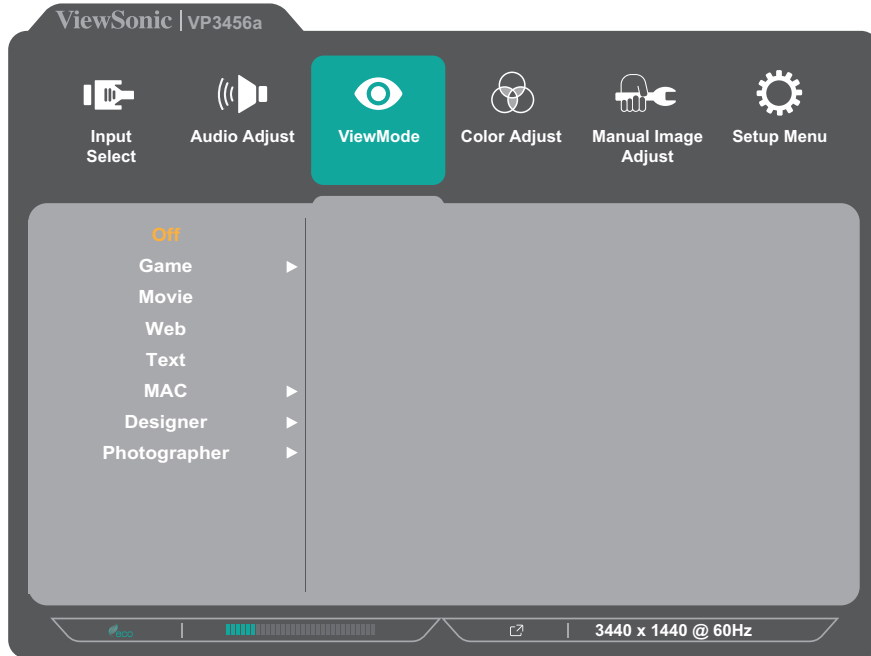 ViewSonic | VP3456a
Input Select
Audio Adjust
ViewMode
Color Adjust
Manual Image Adjust
Setup Menu
Off
Game
Movie
Web
Text
MAC
Designer
Photographer
eco
3440 x 1440 @ 60Hz